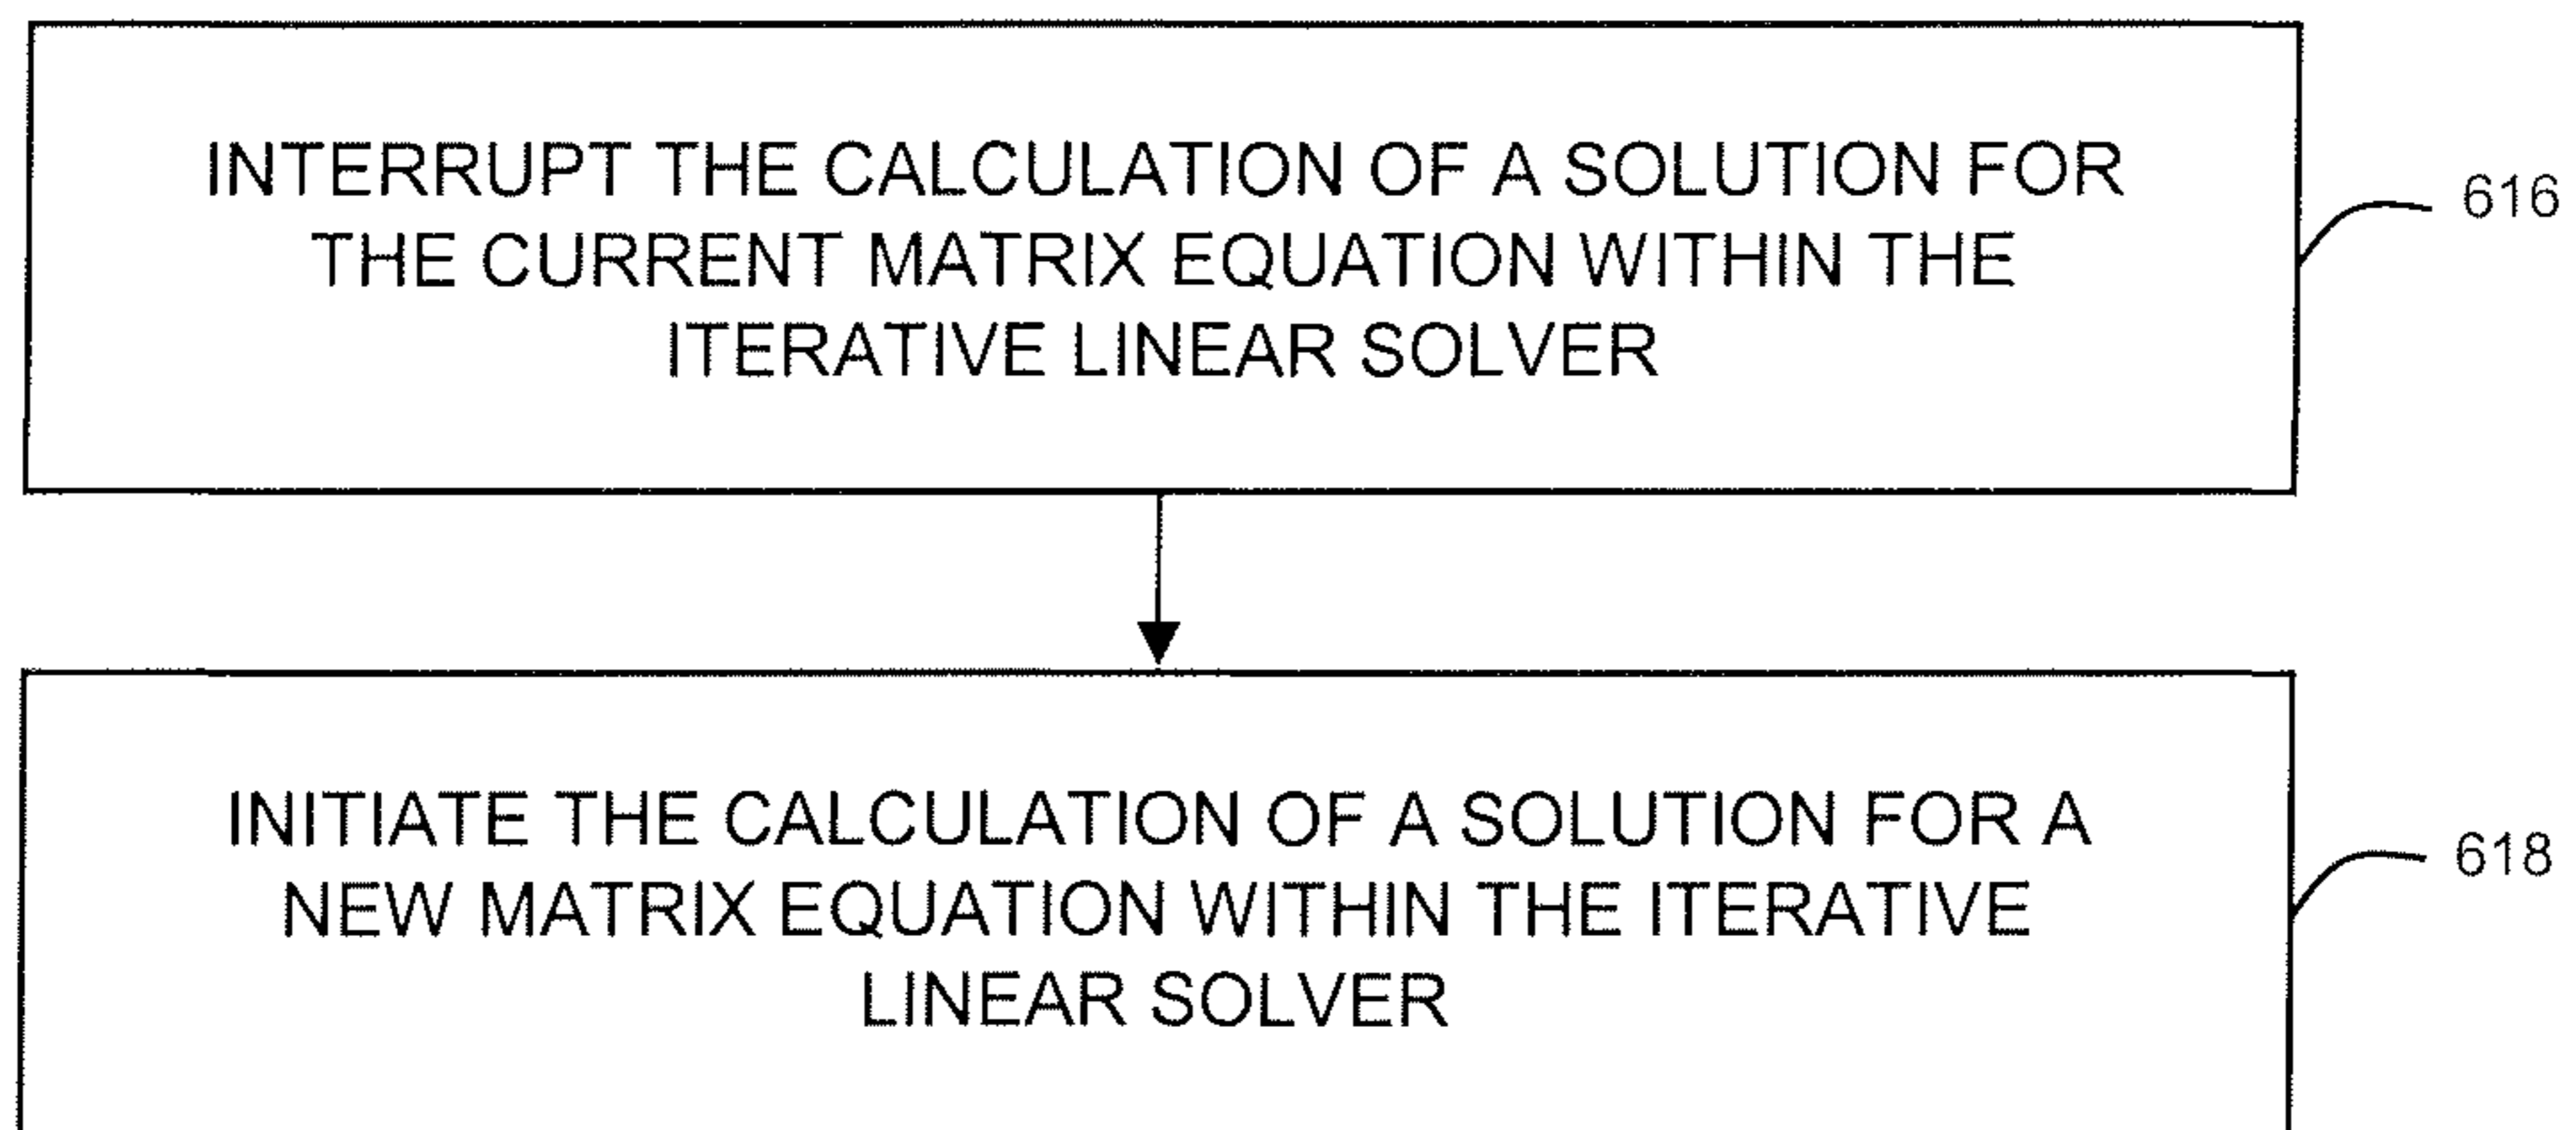 INTERRUPT THE CALCULATION OF A SOLUTION FOR
THE CURRENT MATRIX EQUATION WITHIN THE
ITERATIVE LINEAR SOLVER
616
INITIATE THE CALCULATION OF A SOLUTION FOR A
NEW MATRIX EQUATION WITHIN THE ITERATIVE
LINEAR SOLVER
618